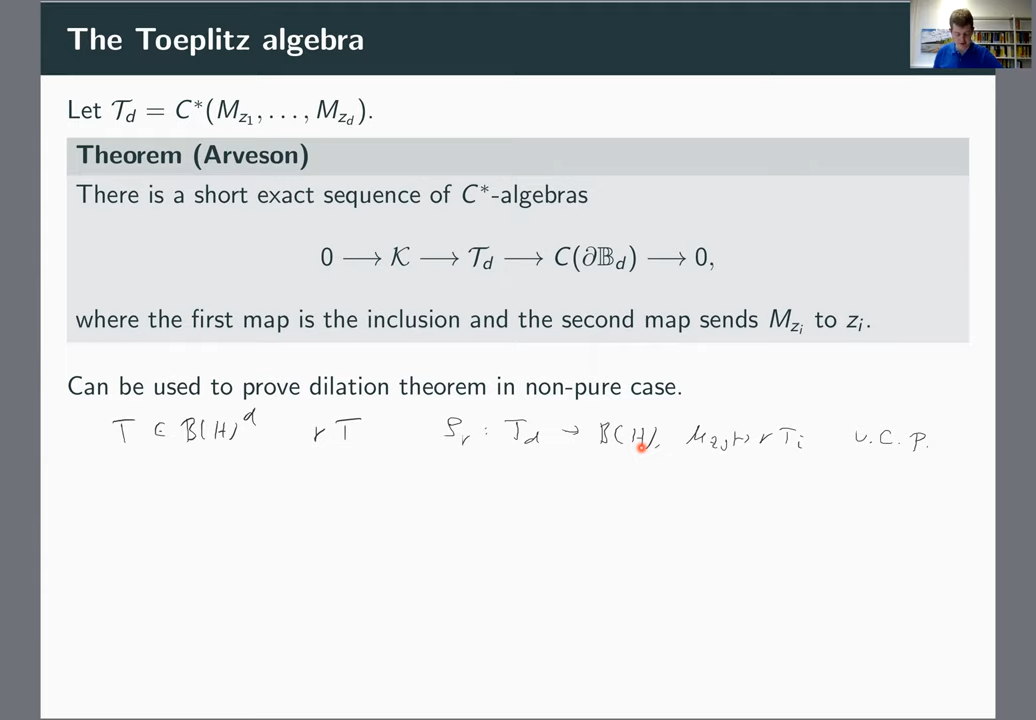 The Toeplitz algebra
Let 𝒯_d = C*(M_{z_1}, . . . , M_{z_d}).
Theorem (Arveson)
There is a short exact sequence of C*-algebras
0 ⟶ 𝒦 ⟶ 𝒯_d ⟶ C(∂𝔹_d) ⟶ 0,
where the first map is the inclusion and the second map sends M_{z_i} to z_i.
Can be used to prove dilation theorem in non-pure case.
T ∈ B(H)^d   r T   ρ_r : T_d → B(H), M_{z_i} ↦ r T_i   u.c.p.